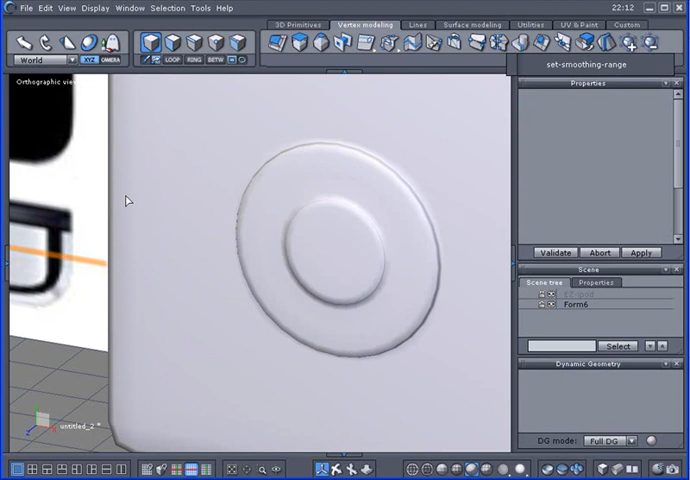 File Edit View Display Window Selection Tools Help
22:12
3D Primitives Vertex modeling Lines Surface modeling Utilities UV & Paint Custom
World XYZ CAMERA LOOP RING BETW
set-smoothing-range
Orthographic vie
Properties
Validate Abort Apply
Scene
Scene tree Properties
Form6
Select
Dynamic Geometry
untitled_2 *
DG mode: Full DG